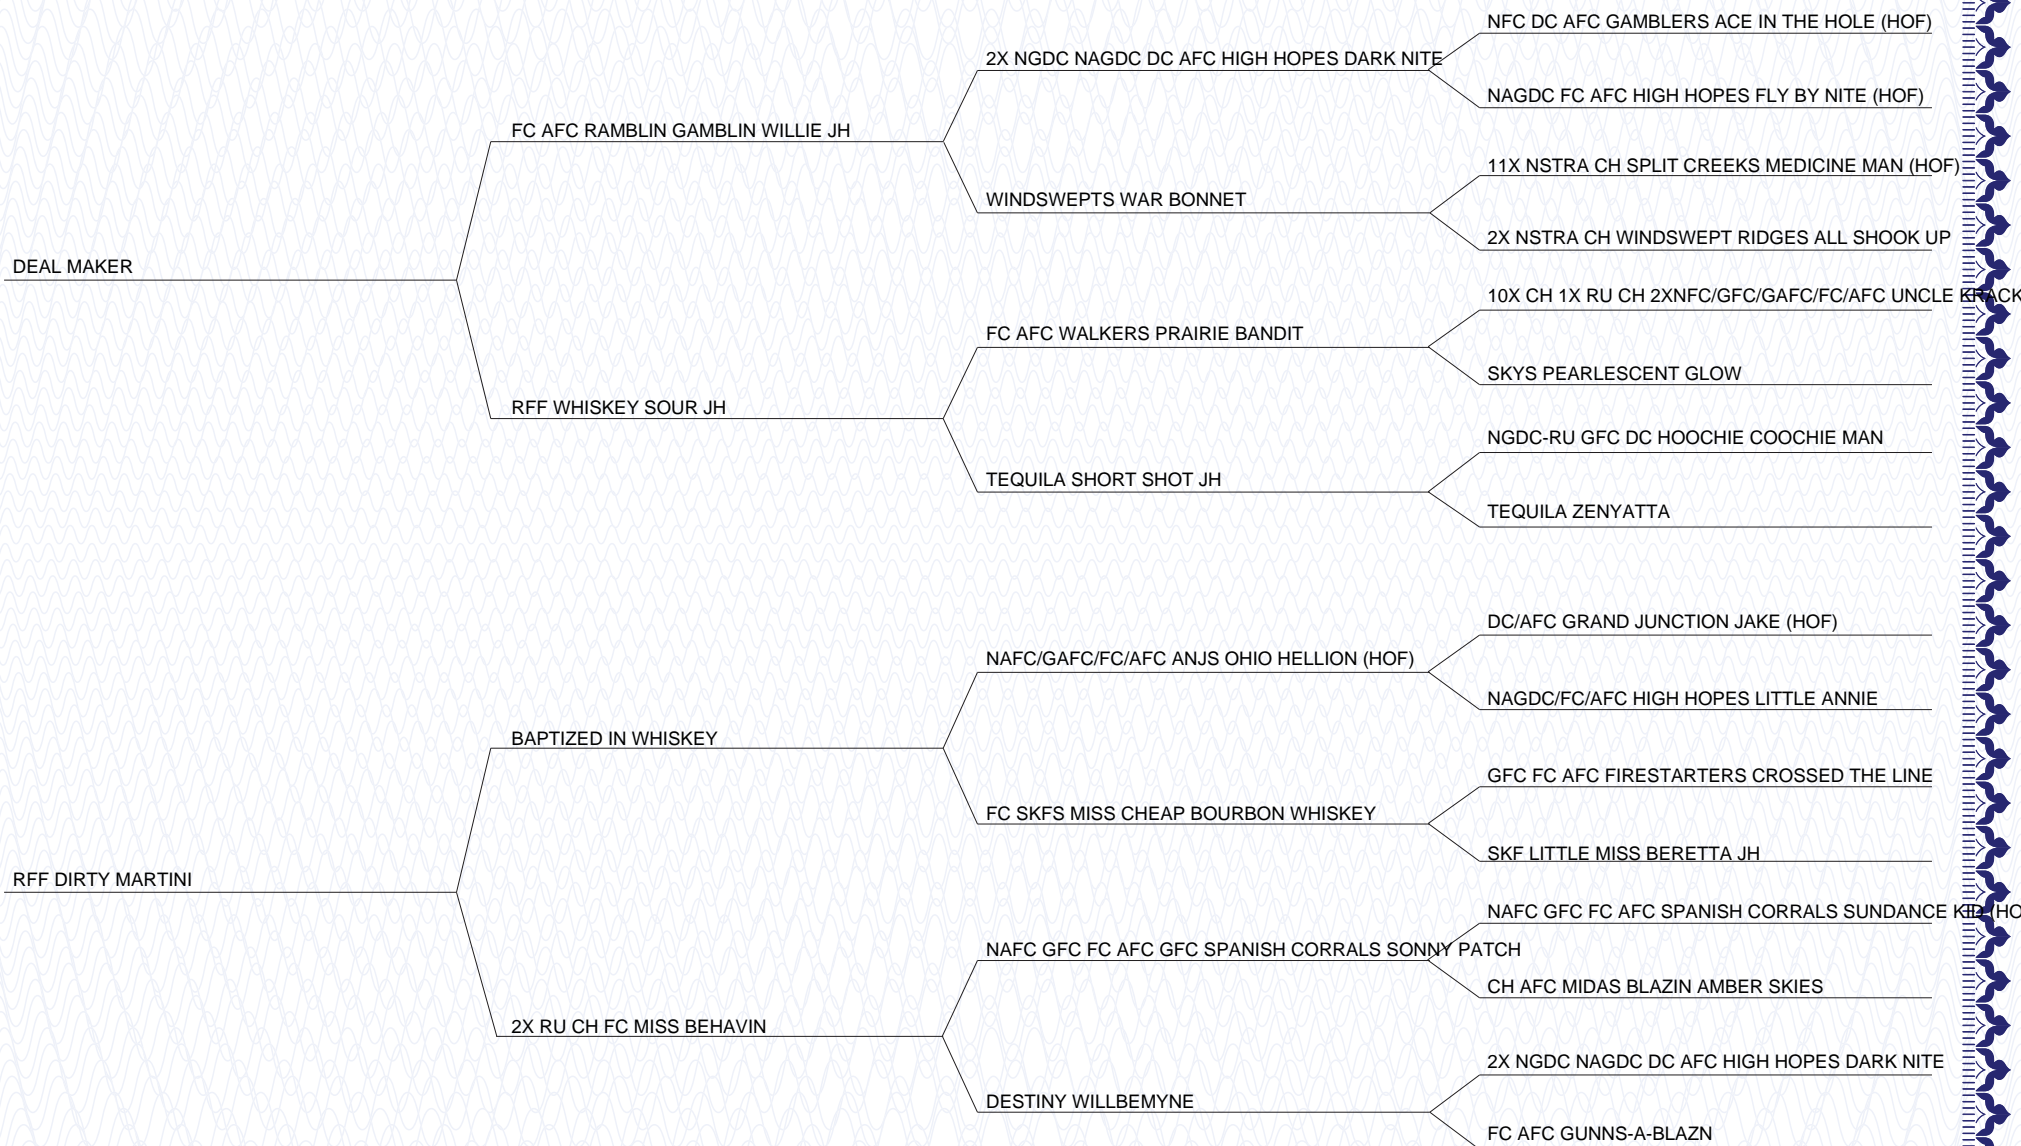 NFC DC AFC GAMBLERS ACE IN THE HOLE (HOF)
2X NGDC NAGDC DC AFC HIGH HOPES DARK NITE
NAGDC FC AFC HIGH HOPES FLY BY NITE (HOF)
FC AFC RAMBLIN GAMBLIN WILLIE JH
11X NSTRA CH SPLIT CREEKS MEDICINE MAN (HOF)
WINDSWEPTS WAR BONNET
2X NSTRA CH WINDSWEPT RIDGES ALL SHOOK UP
DEAL MAKER
10X CH 1X RU CH 2XNFC/GFC/GAFC/FC/AFC UNCLE KRACK
FC AFC WALKERS PRAIRIE BANDIT
SKYS PEARLESCENT GLOW
RFF WHISKEY SOUR JH
NGDC-RU GFC DC HOOCHIE COOCHIE MAN
TEQUILA SHORT SHOT JH
TEQUILA ZENYATTA
DC/AFC GRAND JUNCTION JAKE (HOF)
NAFC/GAFC/FC/AFC ANJS OHIO HELLION (HOF)
NAGDC/FC/AFC HIGH HOPES LITTLE ANNIE
BAPTIZED IN WHISKEY
GFC FC AFC FIRESTARTERS CROSSED THE LINE
FC SKFS MISS CHEAP BOURBON WHISKEY
SKF LITTLE MISS BERETTA JH
RFF DIRTY MARTINI
NAFC GFC FC AFC SPANISH CORRALS SUNDANCE KID (HO
NAFC GFC FC AFC GFC SPANISH CORRALS SONNY PATCH
CH AFC MIDAS BLAZIN AMBER SKIES
2X RU CH FC MISS BEHAVIN
2X NGDC NAGDC DC AFC HIGH HOPES DARK NITE
DESTINY WILLBEMYNE
FC AFC GUNNS-A-BLAZN